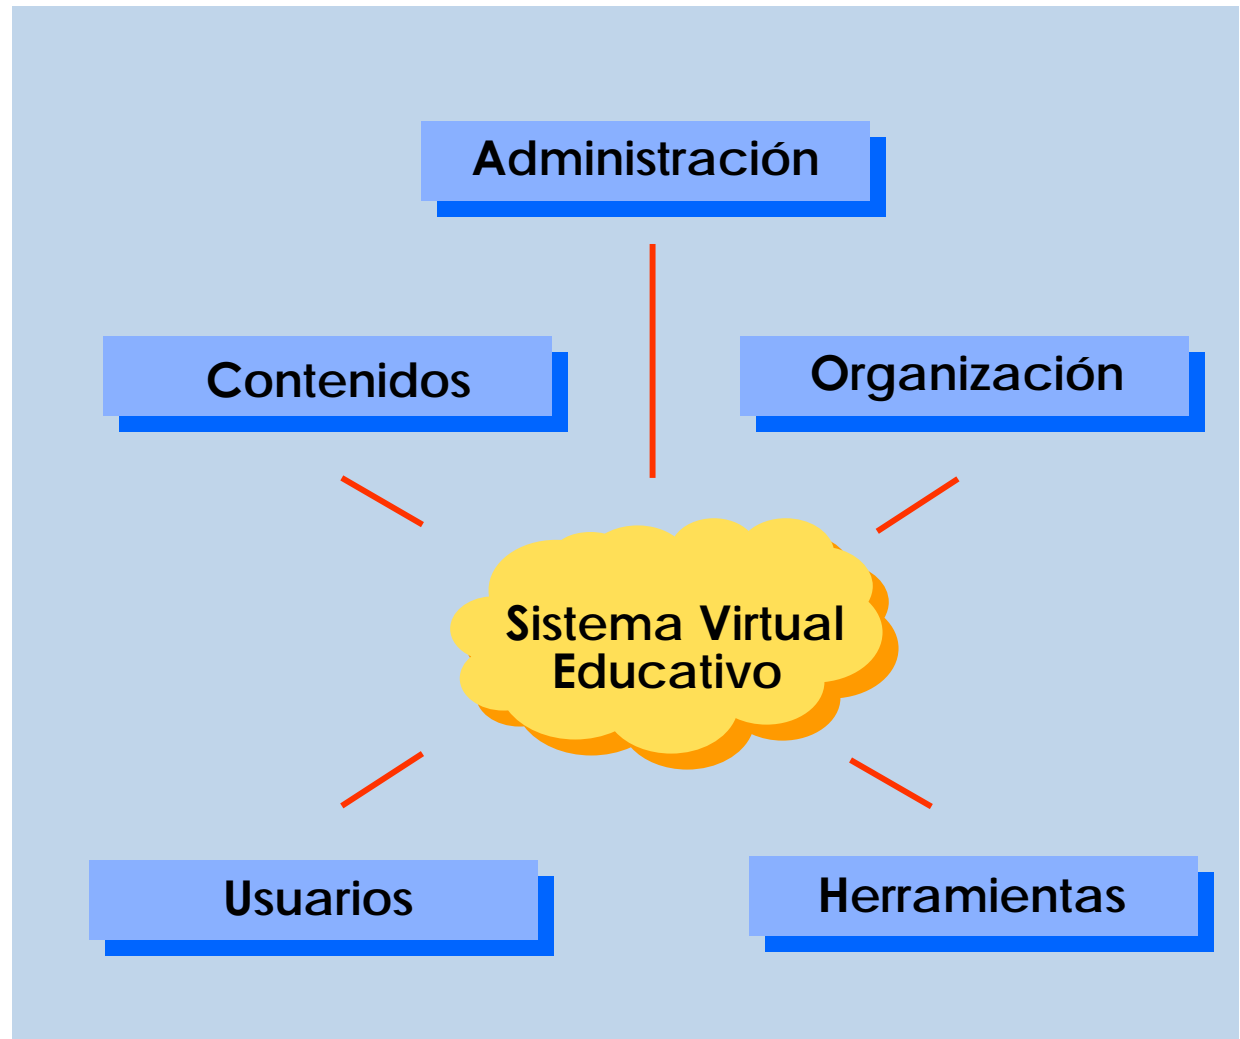 Administración
Contenidos
Organización
Sistema Virtual
Educativo
Usuarios
Herramientas